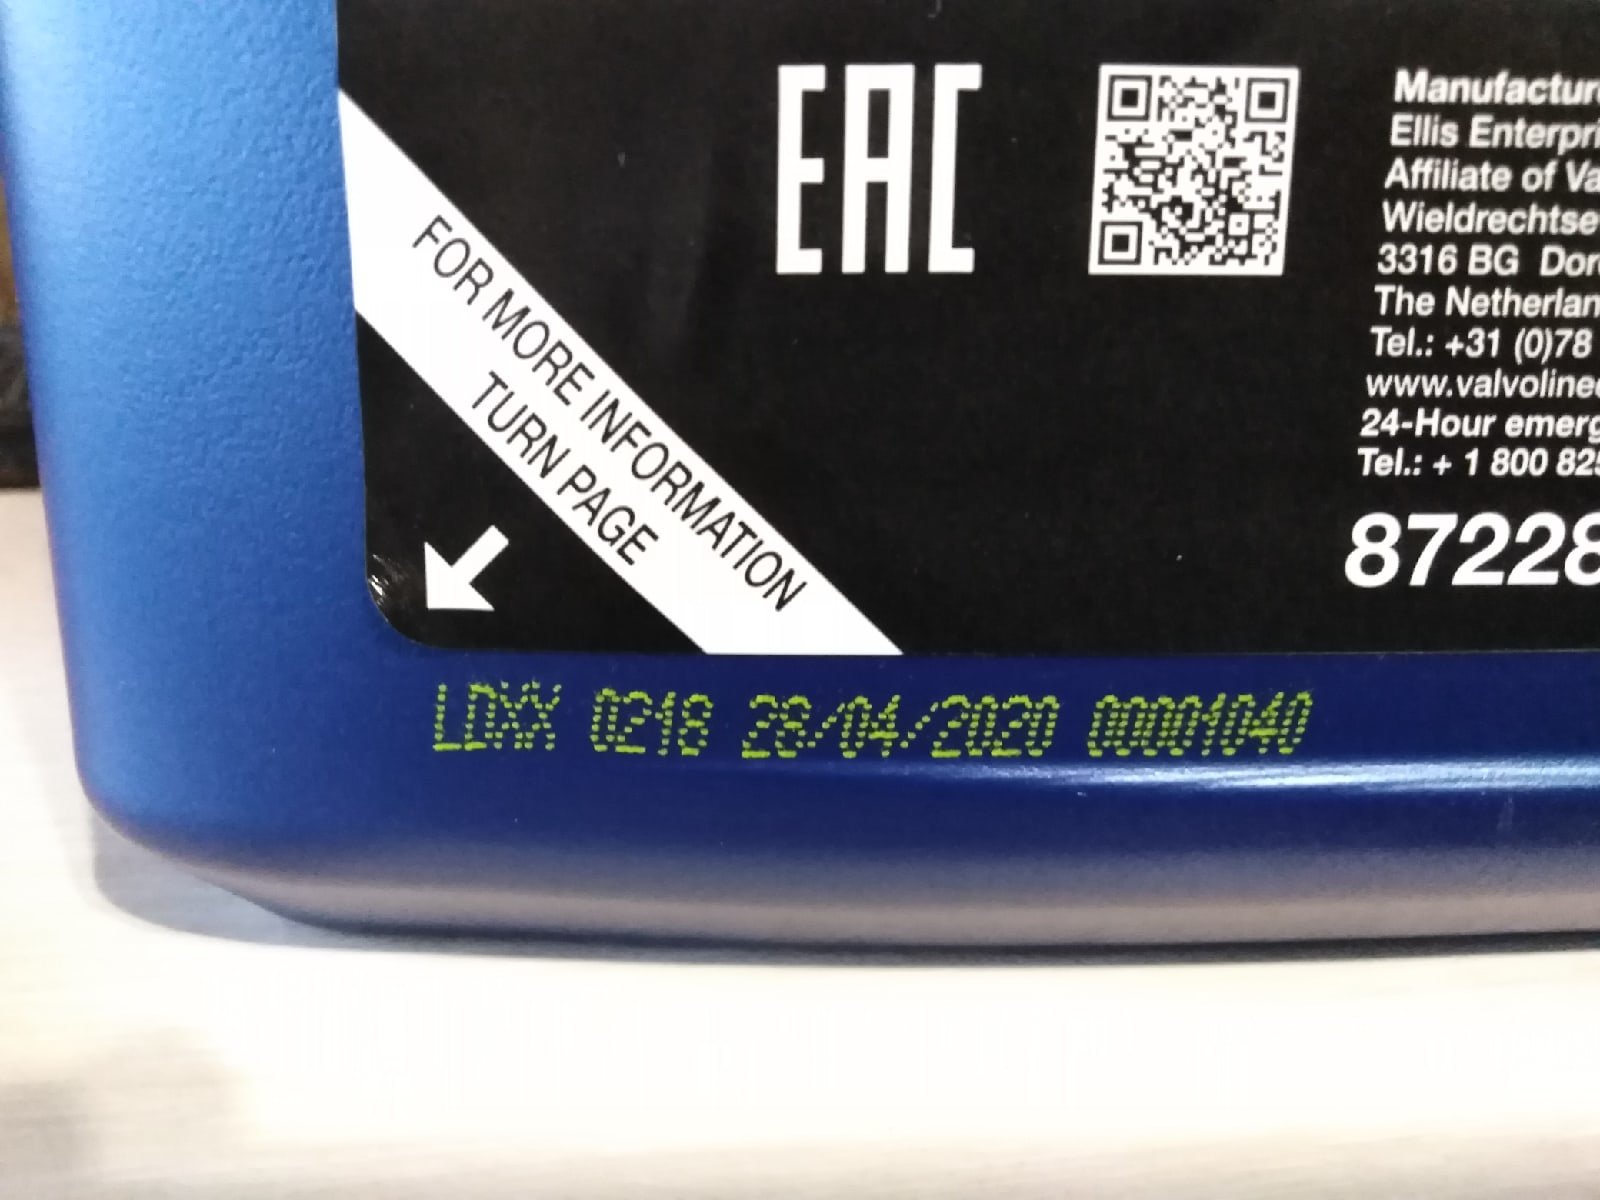 EAC
Manufactur
Ellis Enterpri
Affiliate of Va
Wieldrechtse
3316 BG Dor
The Netherlan
Tel.: +31 (0)78
www.valvoline
24-Hour emerg
Tel.: + 1 800 825
87228
FOR MORE INFORMATION
TURN PAGE
LDXX 0218 28/04/2020 00001040